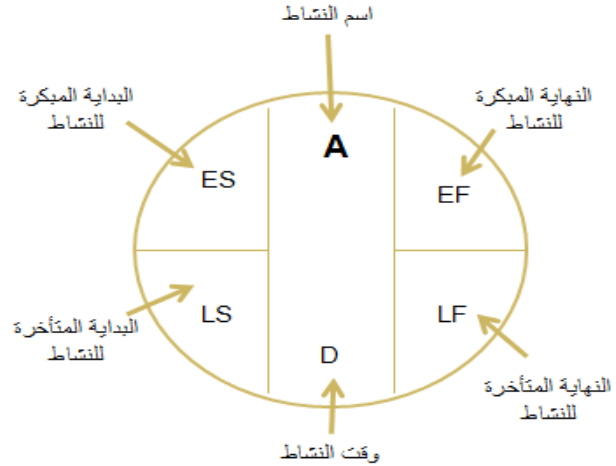 اسم النشاط
البداية المبكرة
للنشاط
النهاية المبكرة
للنشاط
A
ES
EF
LS
LF
D
البداية المتأخرة
للنشاط
النهاية المتأخرة
للنشاط
وقت النشاط